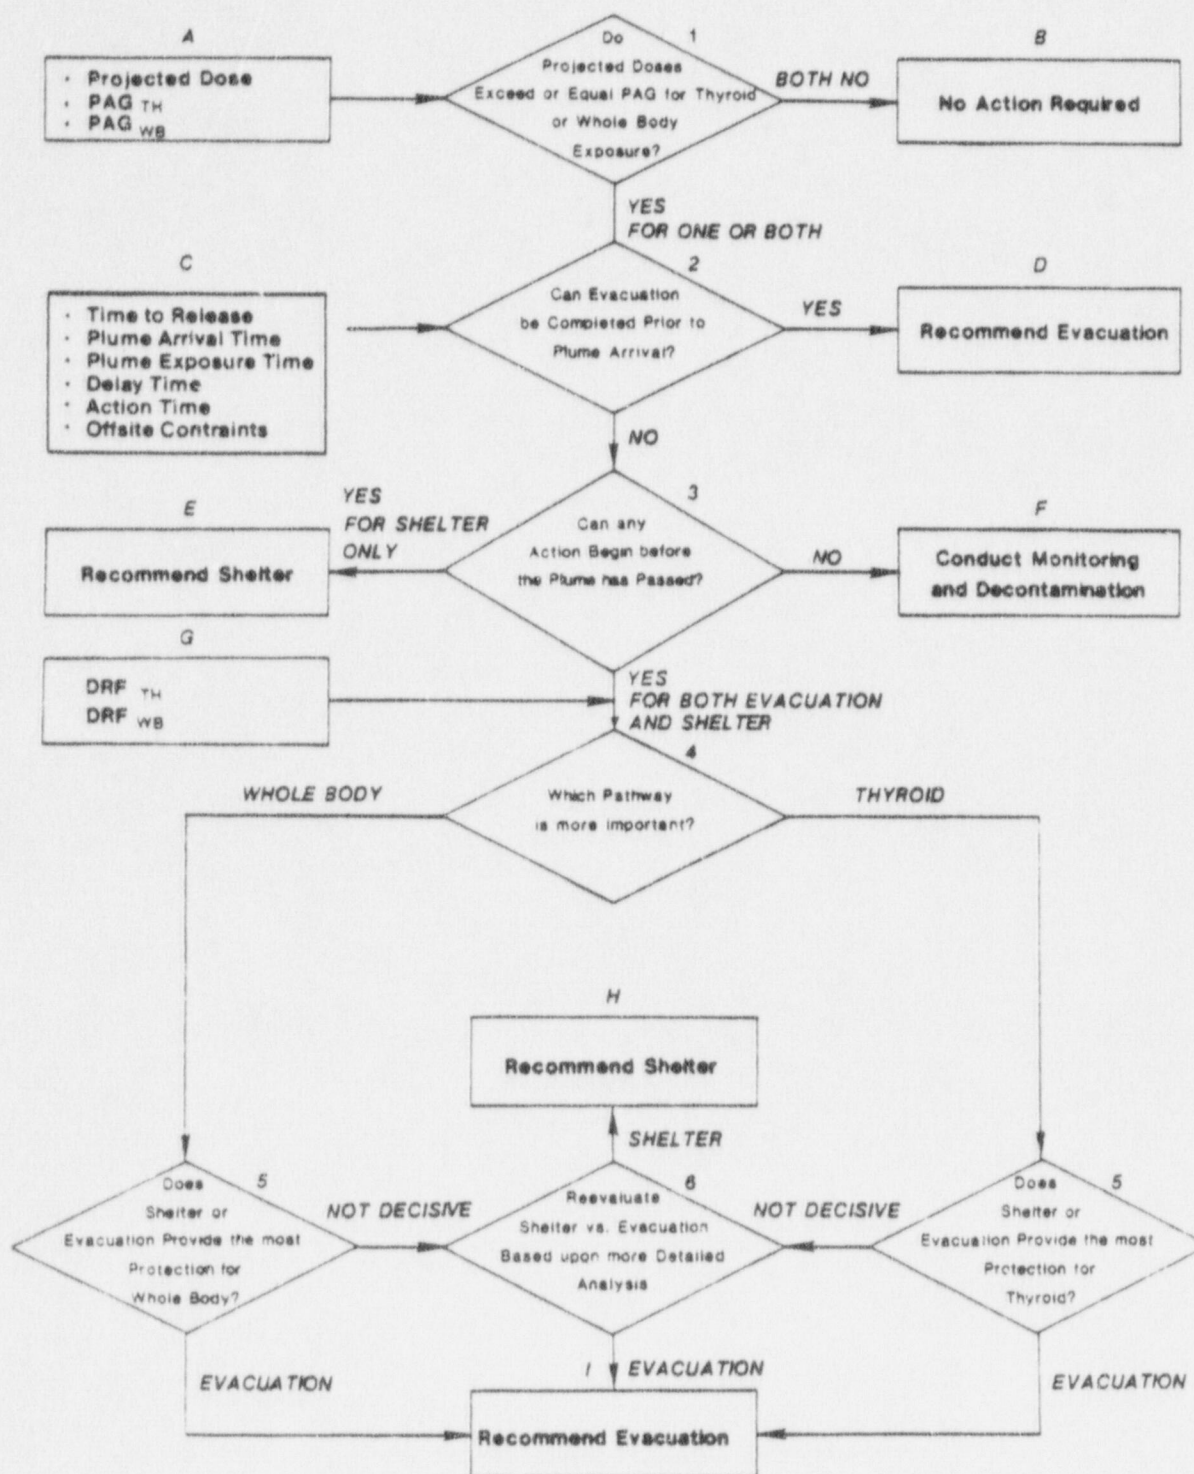 A
· Projected Dose
· PAG TH
· PAG WB
1
Do
Projected Doses
Exceed or Equal PAG for Thyroid
or Whole Body
Exposure?
BOTH NO
B
No Action Required
YES
FOR ONE OR BOTH
C
· Time to Release
· Plume Arrival Time
· Plume Exposure Time
· Delay Time
· Action Time
· Offsite Contraints
2
Can Evacuation
be Completed Prior to
Plume Arrival?
YES
D
Recommend Evacuation
NO
E
Recommend Shelter
YES
FOR SHELTER
ONLY
3
Can any
Action Begin before
the Plume has Passed?
NO
F
Conduct Monitoring
and Decontamination
G
DRF TH
DRF WB
YES
FOR BOTH EVACUATION
AND SHELTER
4
Which Pathway
is more important?
WHOLE BODY
THYROID
H
Recommend Shelter
SHELTER
5
Does
Shelter or
Evacuation Provide the most
Protection for
Whole Body?
NOT DECISIVE
6
Reevaluate
Shelter vs. Evacuation
Based upon more Detailed
Analysis
NOT DECISIVE
5
Does
Shelter or
Evacuation Provide the most
Protection for
Thyroid?
EVACUATION
I
EVACUATION
EVACUATION
Recommend Evacuation